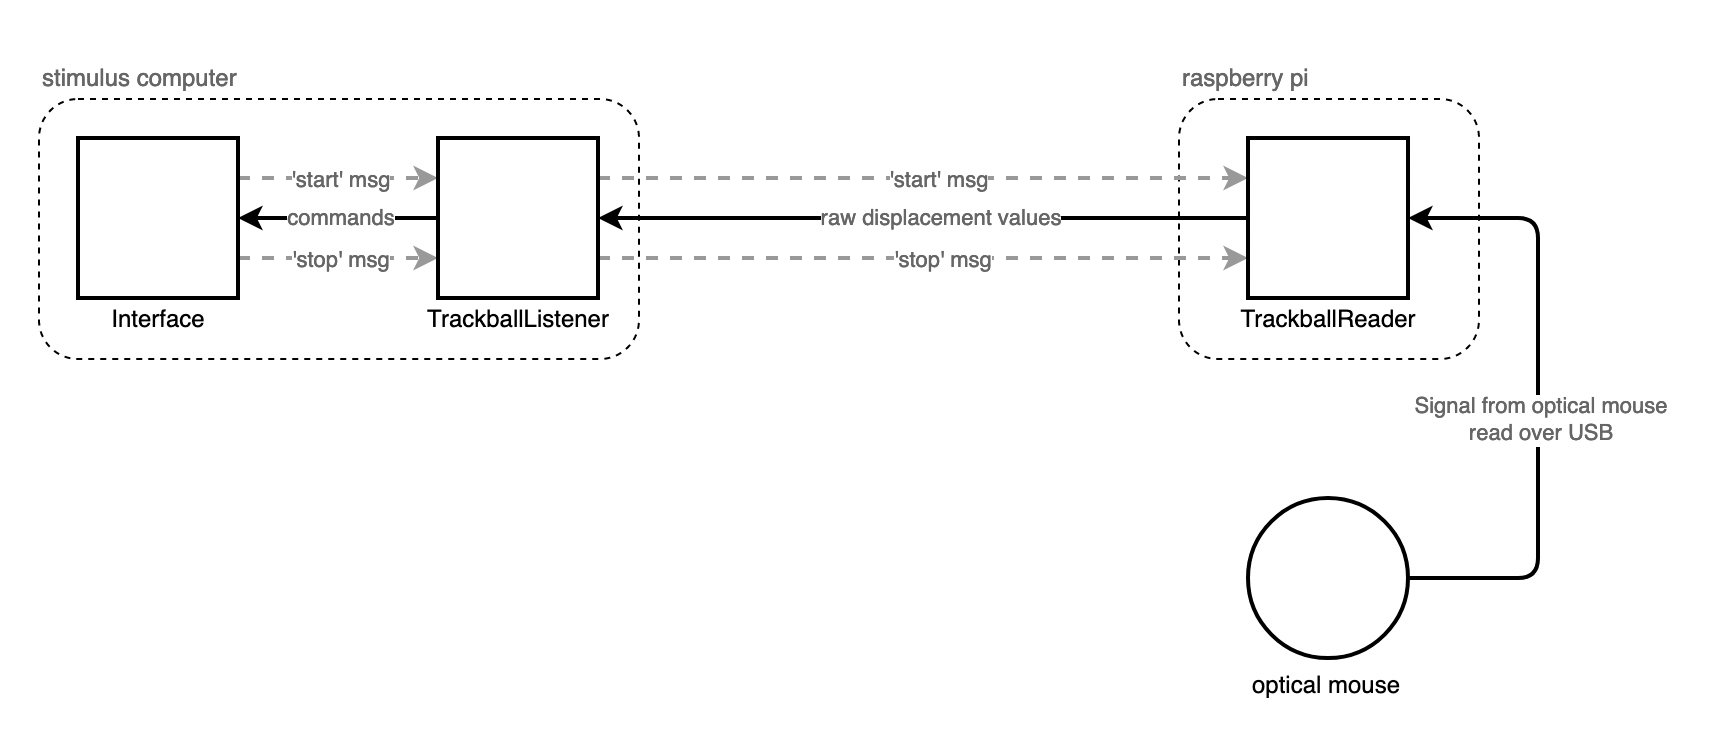 stimulus computer
raspberry pi
'start' msg
'start' msg
commands
raw displacement values
'stop' msg
'stop' msg
Interface
TrackballListener
TrackballReader
Signal from optical mouse
read over USB
optical mouse